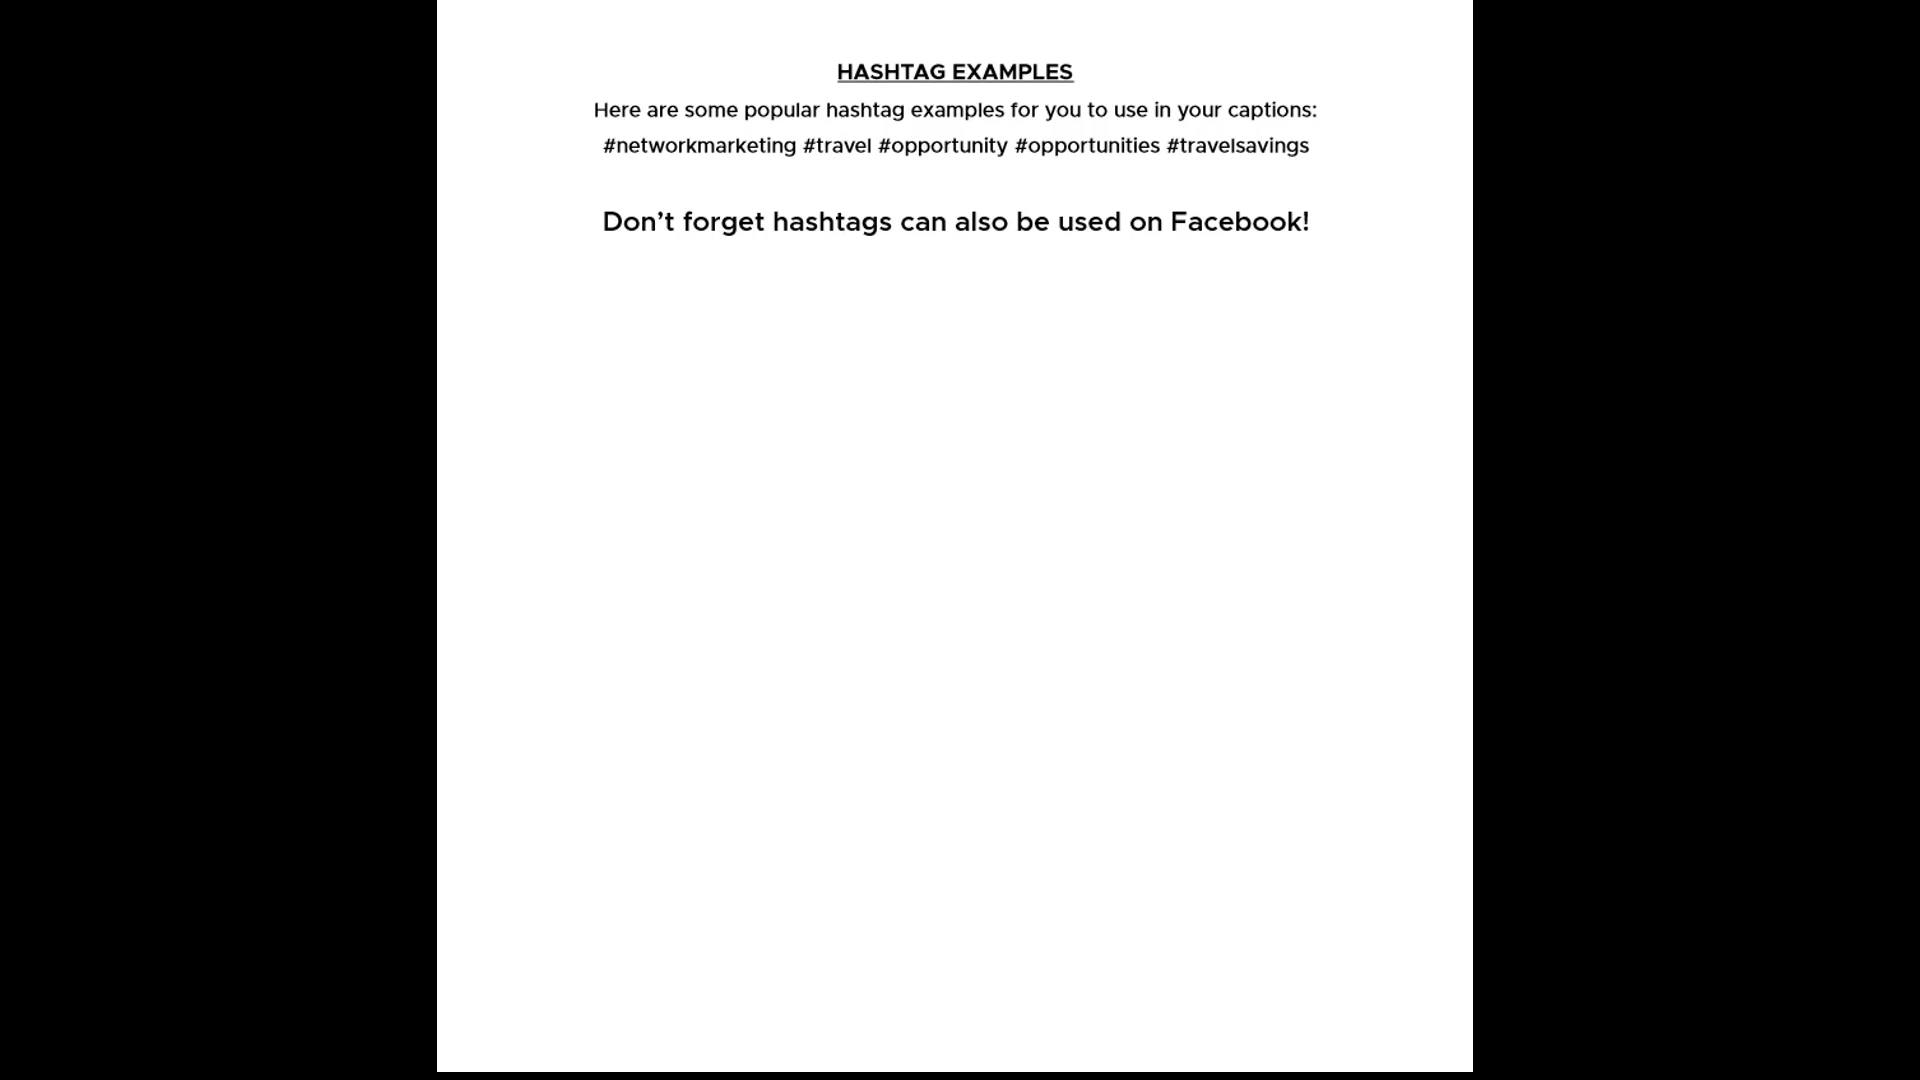 HASHTAG EXAMPLES
Here are some popular hashtag examples for you to use in your captions:
#networkmarketing #travel #opportunity #opportunities #travelsavings
Don’t forget hashtags can also be used on Facebook!